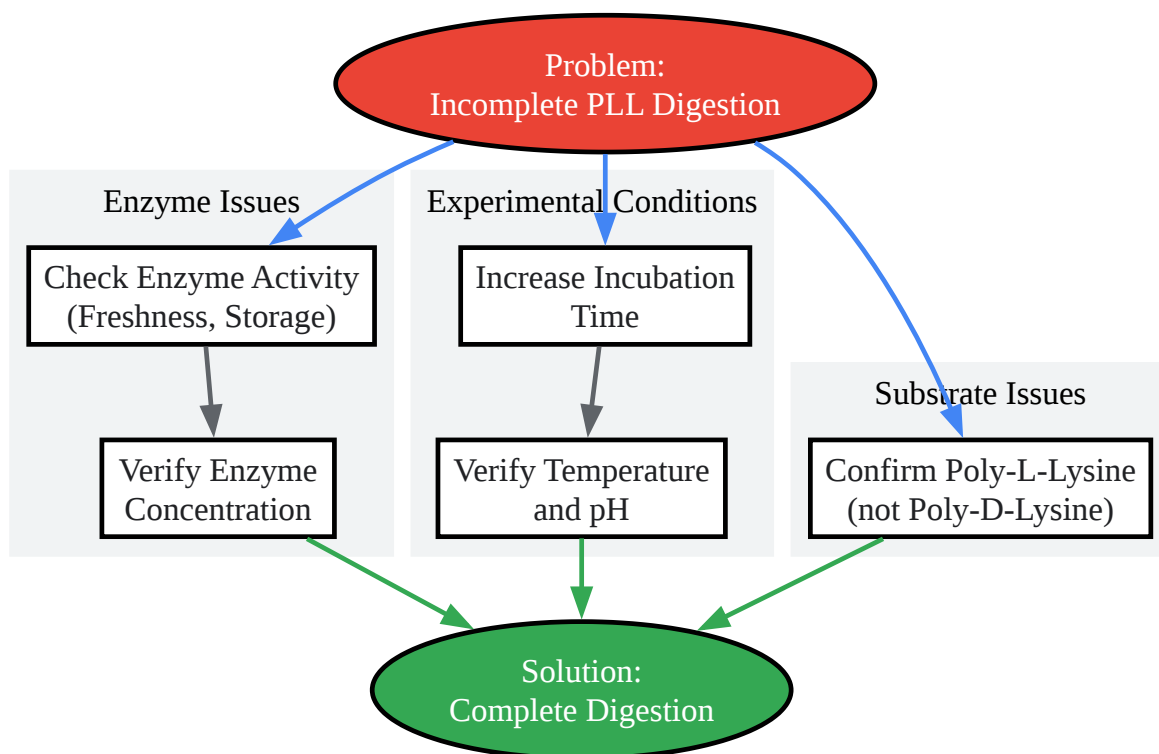 Problem:
Incomplete PLL Digestion
Enzyme Issues
Check Enzyme Activity
(Freshness, Storage)
Verify Enzyme
Concentration
Experimental Conditions
Increase Incubation
Time
Verify Temperature
and pH
Substrate Issues
Confirm Poly-L-Lysine
(not Poly-D-Lysine)
Solution:
Complete Digestion